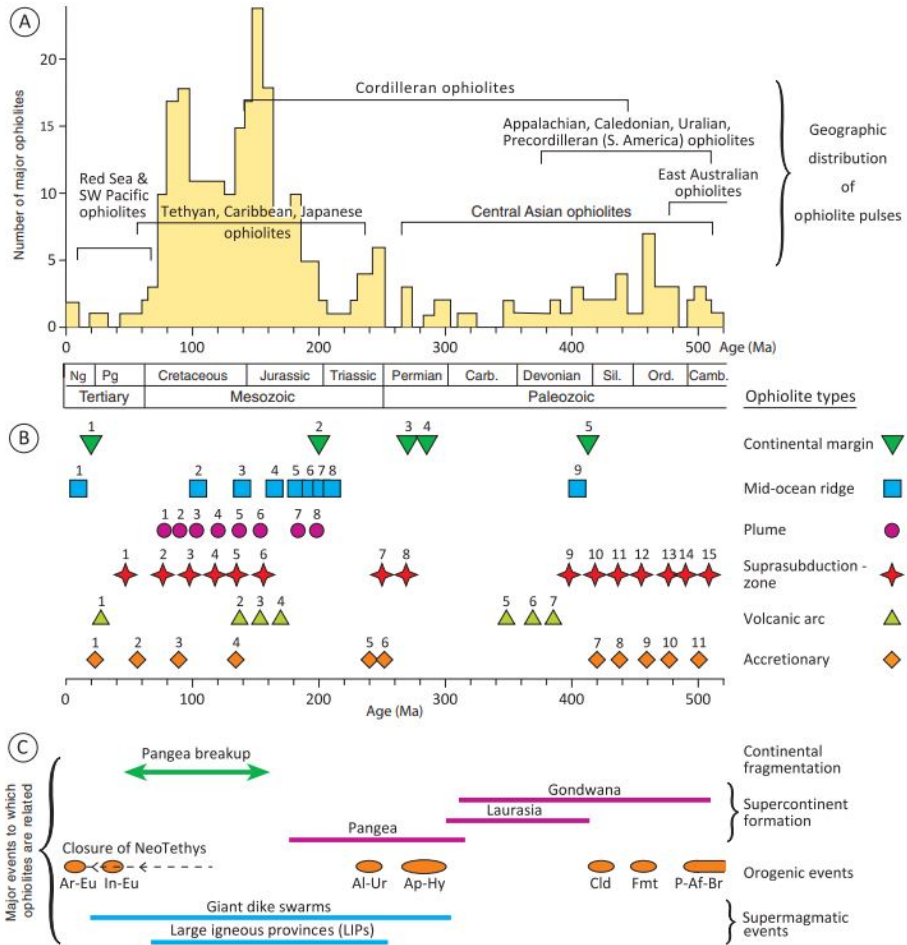 A
Number of major ophiolites
20
15
10
5
0
Cordilleran ophiolites
Appalachian, Caledonian, Uralian,
Precordilleran (S. America) ophiolites
East Australian
ophiolites
Red Sea &
SW Pacific
ophiolites
Tethyan, Caribbean, Japanese
ophiolites
Central Asian ophiolites
Geographic
distribution
of
ophiolite pulses
0 100 200 300 400 500 Age (Ma)
Ng Pg Cretaceous Jurassic Triassic Permian Carb. Devonian Sil. Ord. Camb.
Tertiary Mesozoic Paleozoic
Ophiolite types
B
1 2 3 4 5 Continental margin
1 2 3 4 5 6 7 8 9 Mid-ocean ridge
1 2 3 4 5 6 7 8 Plume
1 2 3 4 5 6 7 8 9 10 11 12 13 14 15 Suprasubduction -
zone
1 2 3 4 5 6 7 Volcanic arc
1 2 3 4 5 6 7 8 9 10 11 Accretionary
0 100 200 300 400 500
Age (Ma)
C
Major events to which
ophiolites are related
Pangea breakup
Continental
fragmentation
Gondwana
Laurasia
Pangea
Supercontinent
formation
Closure of NeoTethys
Ar-Eu In-Eu Al-Ur Ap-Hy Cld Fmt P-Af-Br
Orogenic events
Giant dike swarms
Large igneous provinces (LIPs)
Supermagmatic
events